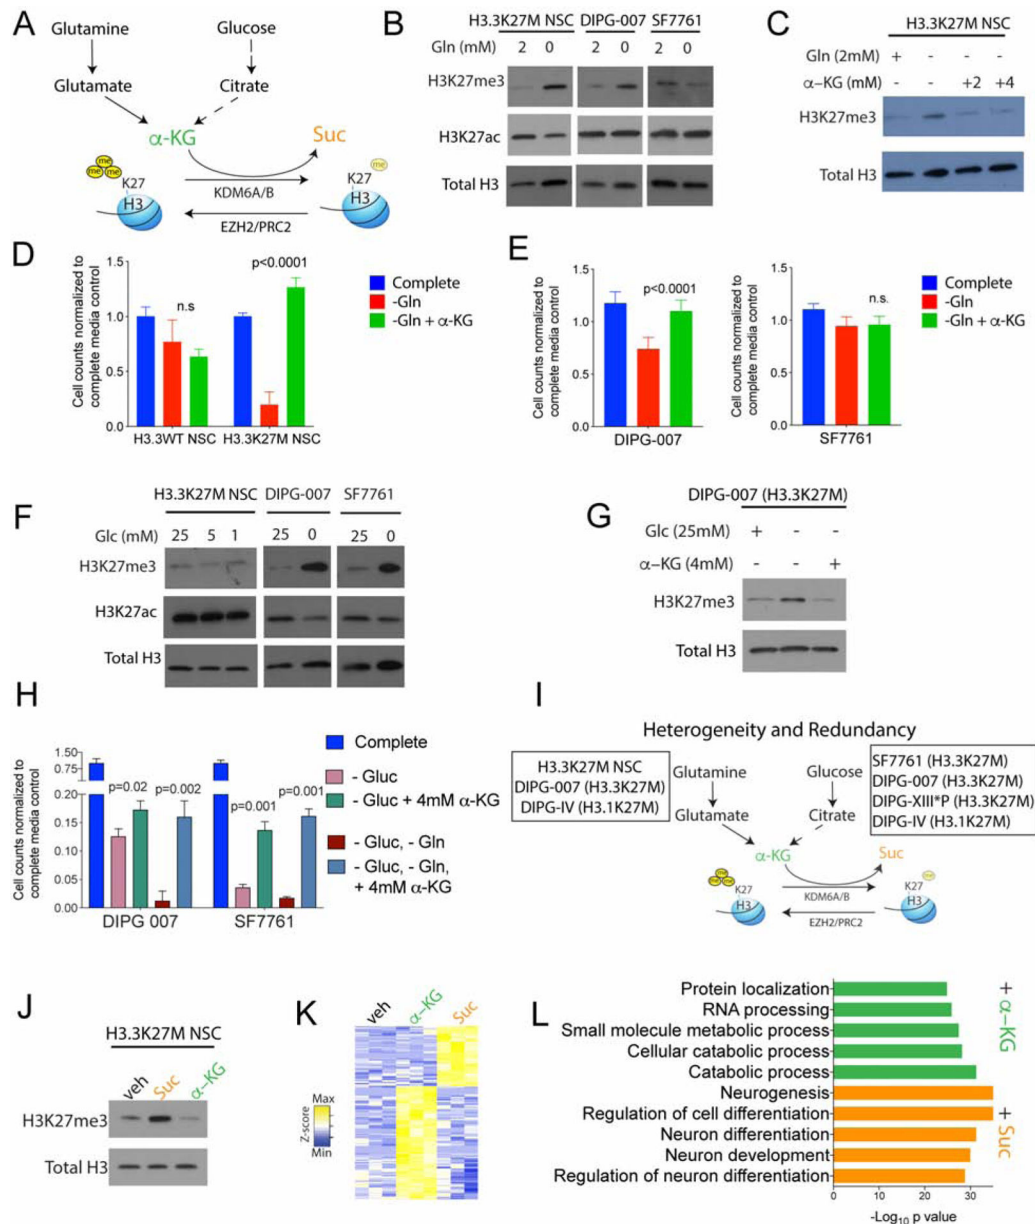 A
Glutamine
Glucose
Glutamate
Citrate
α-KG
Suc
me
me me
me
K27
H3
KDM6A/B
EZH2/PRC2
K27
H3
B
H3.3K27M NSC DIPG-007 SF7761
Gln (mM) 2 0 2 0 2 0
H3K27me3
H3K27ac
Total H3
C
H3.3K27M NSC
Gln (2mM) + - - -
α–KG (mM) - - +2 +4
H3K27me3
Total H3
D
Cell counts normalized to
complete media control
1.5
1.0
0.5
0.0
n.s
p<0.0001
H3.3WT NSC H3.3K27M NSC
Complete
-Gln
-Gln + α-KG
E
Cell counts normalized to
complete media control
1.5
1.0
0.5
0.0
p<0.0001
DIPG-007
Cell counts normalized to
complete media control
1.5
1.0
0.5
0.0
n.s.
SF7761
Complete
-Gln
-Gln + α-KG
F
H3.3K27M NSC DIPG-007 SF7761
Glc (mM) 25 5 1 25 0 25 0
H3K27me3
H3K27ac
Total H3
G
DIPG-007 (H3.3K27M)
Glc (25mM) + - -
α–KG (4mM) - - +
H3K27me3
Total H3
H
Cell counts normalized to
complete media control
1.50
0.75
0.20
0.15
0.10
0.05
0.00
p=0.02 p=0.002 p=0.001 p=0.001
DIPG 007 SF7761
Complete
- Gluc
- Gluc + 4mM α-KG
- Gluc, - Gln
- Gluc, - Gln,
+ 4mM α-KG
I
Heterogeneity and Redundancy
H3.3K27M NSC
DIPG-007 (H3.3K27M)
DIPG-IV (H3.1K27M)
Glutamine
Glucose
Glutamate
Citrate
SF7761 (H3.3K27M)
DIPG-007 (H3.3K27M)
DIPG-XIII*P (H3.3K27M)
DIPG-IV (H3.1K27M)
α-KG
Suc
me
me me
me
K27
H3
KDM6A/B
EZH2/PRC2
K27
H3
J
H3.3K27M NSC
veh Suc α–KG
H3K27me3
Total H3
K
veh α–KG Suc
Max
Z-score
Min
L
Protein localization
RNA processing
Small molecule metabolic process
Cellular catabolic process
Catabolic process
Neurogenesis
Regulation of cell differentiation
Neuron differentiation
Neuron development
Regulation of neuron differentiation
+ α–KG
+ Suc
0 10 20 30
-Log10 p value